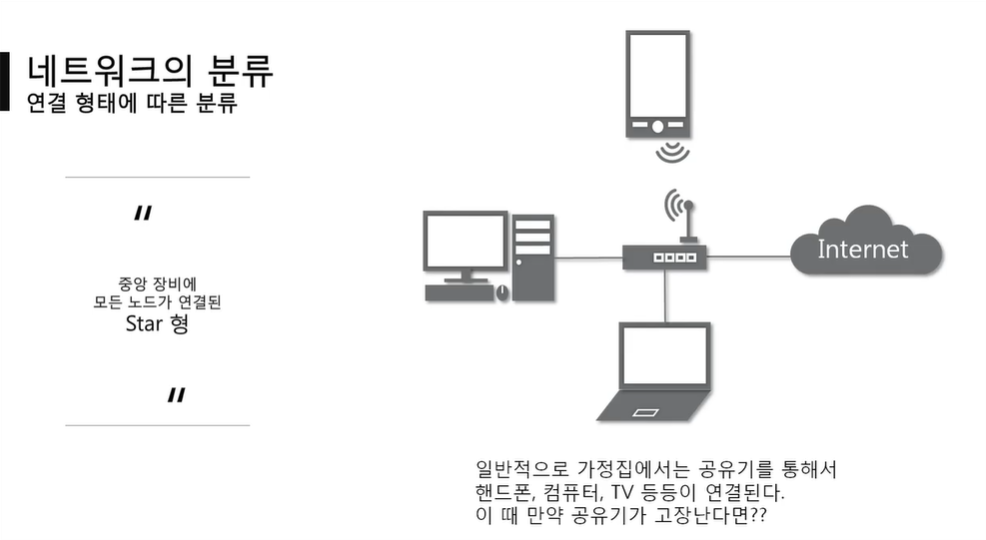 네트워크의 분류
연결 형태에 따른 분류
"
중앙 장비에
모든 노드가 연결된
Star 형
"
Internet
일반적으로 가정집에서는 공유기를 통해서
핸드폰, 컴퓨터, TV 등등이 연결된다.
이 때 만약 공유기가 고장난다면??